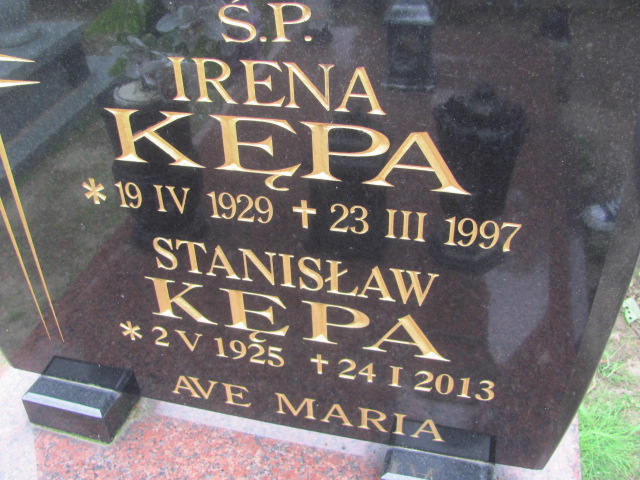 Ś.P.
IRENA
KĘPA
* 19 IV 1929 ✝ 23 III 1997
STANISŁAW
KĘPA
* 2 V 1925 ✝ 24 I 2013
AVE MARIA